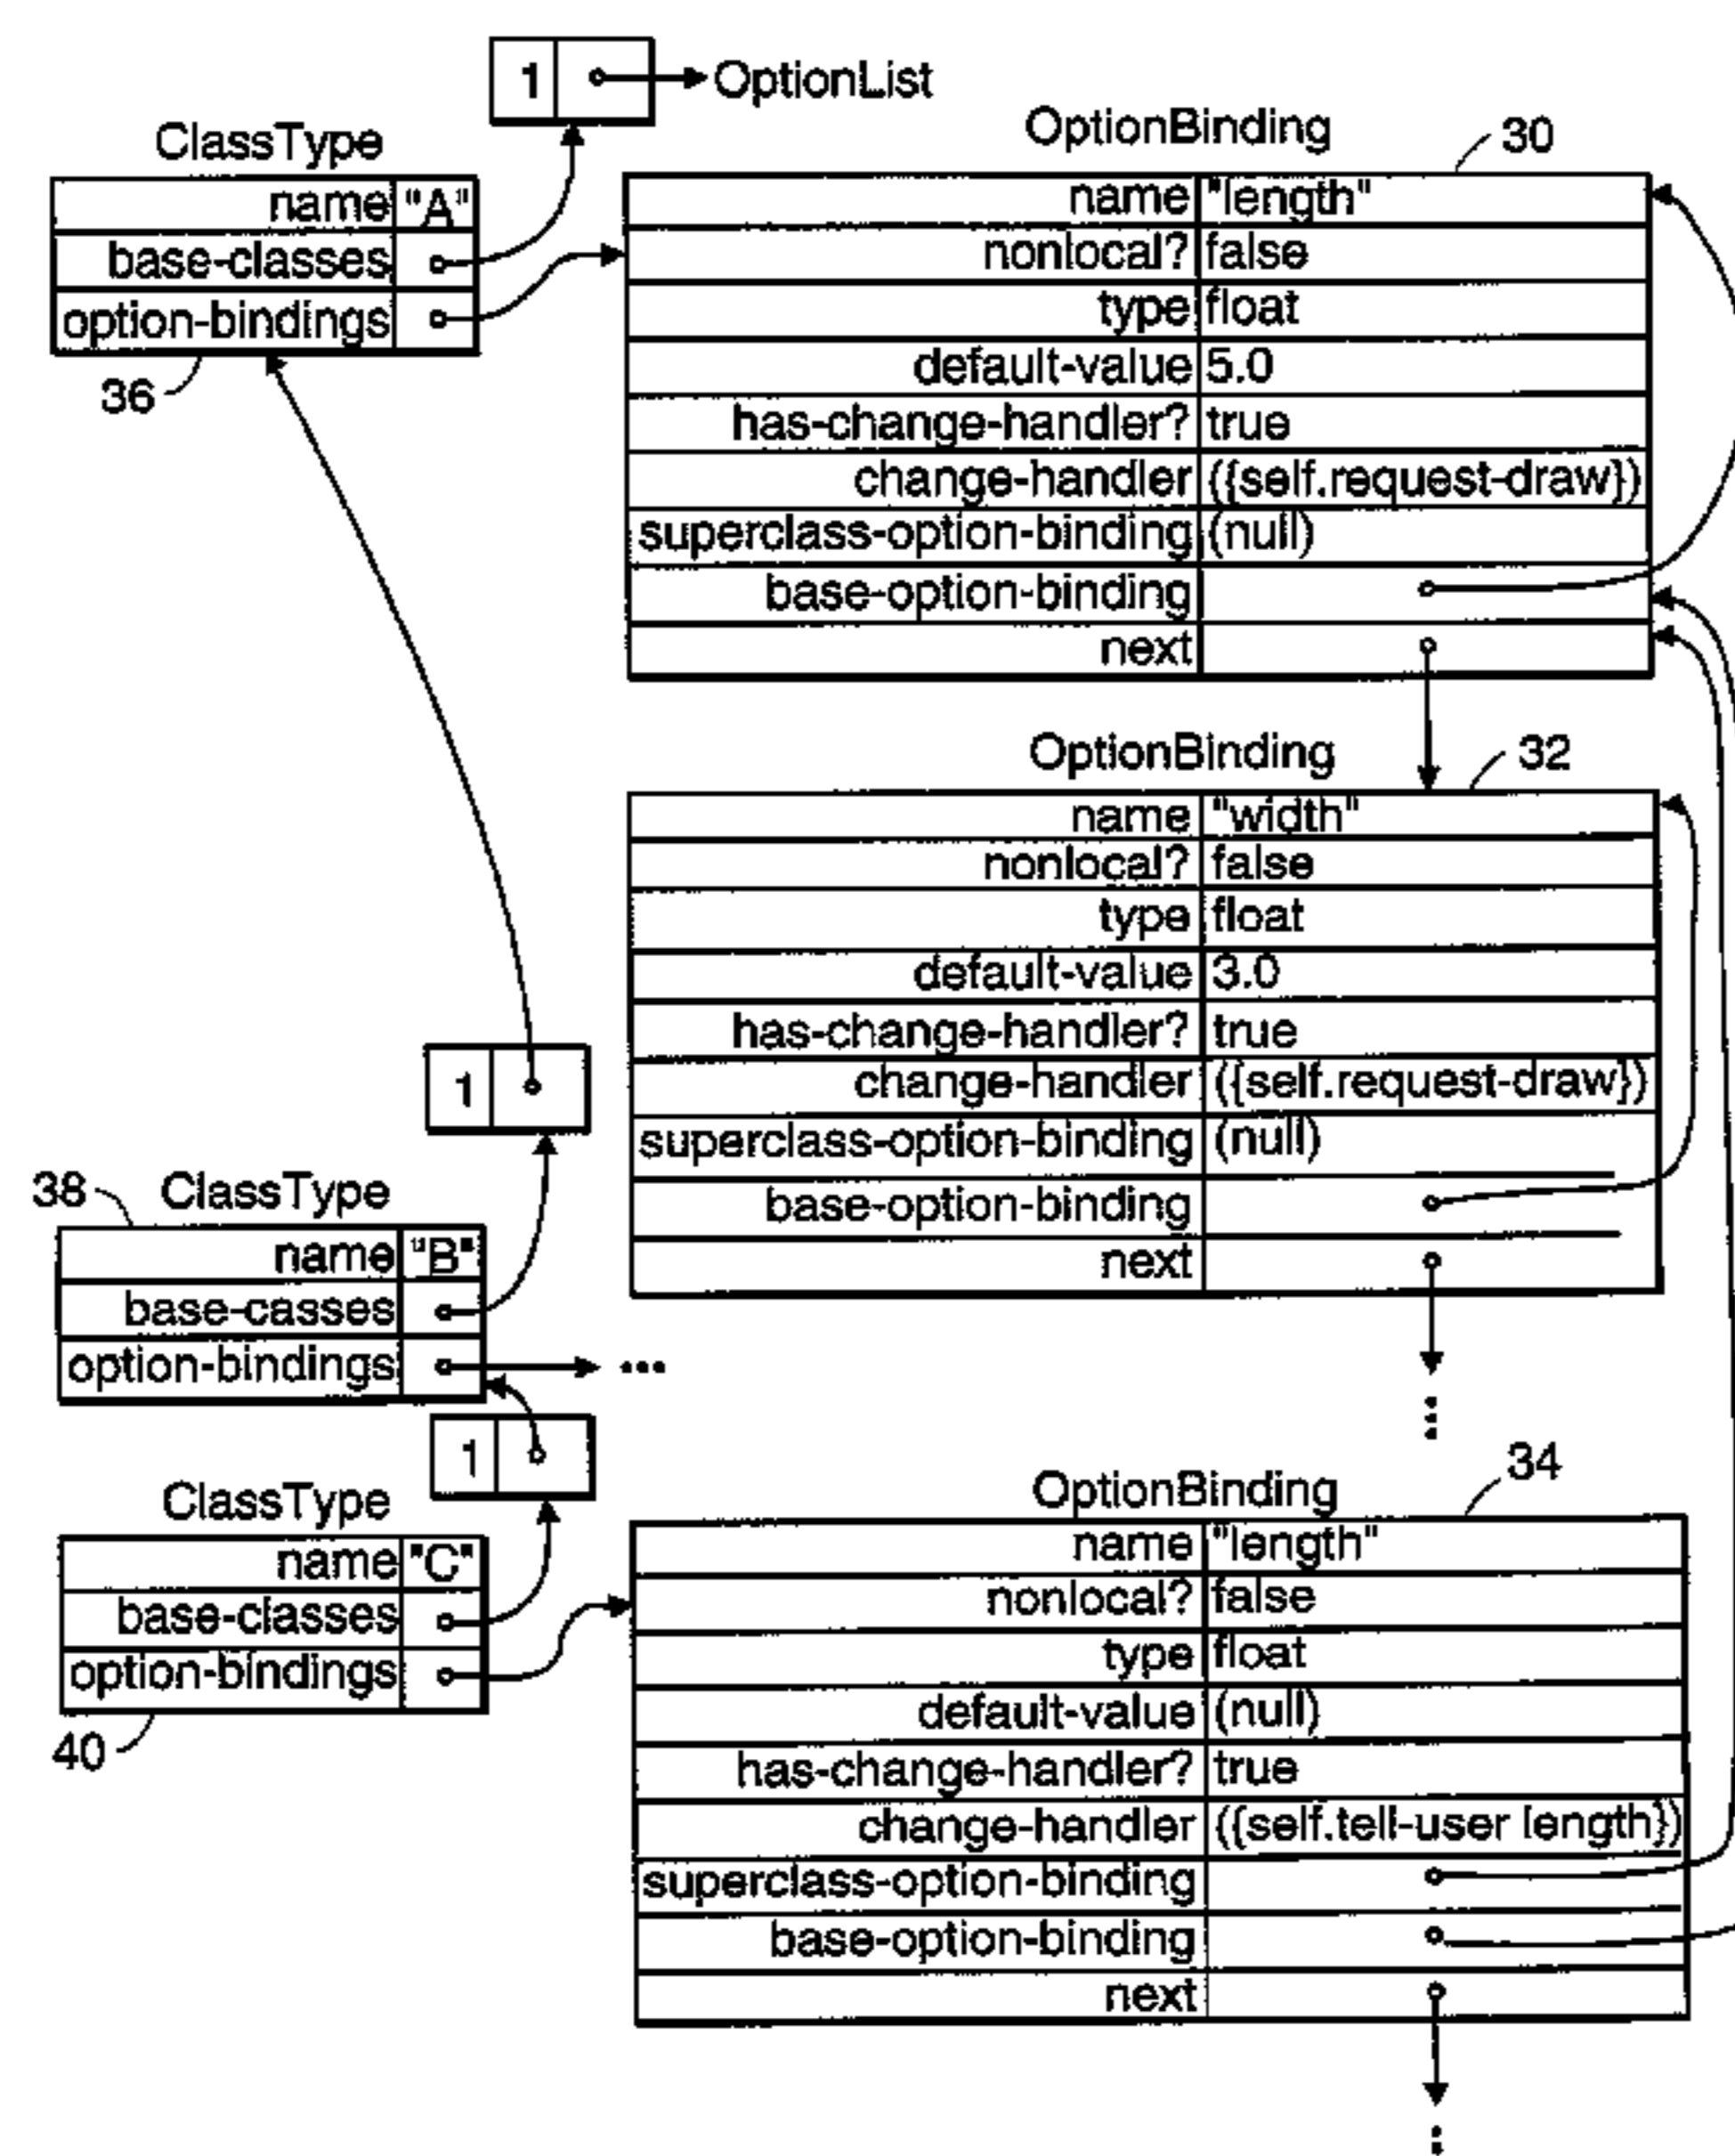 1 OptionList
ClassType
name "A"
base-classes
option-bindings
36
OptionBinding 30
name "length"
nonlocal? false
type float
default-value 5.0
has-change-handler? true
change-handler ({self.request-draw})
superclass-option-binding (null)
base-option-binding
next
OptionBinding 32
name "width"
nonlocal? false
type float
default-value 3.0
has-change-handler? true
change-handler ({self.request-draw})
superclass-option-binding (null)
base-option-binding
next
1
38 ClassType
name "B"
base-casses
option-bindings ...
1
ClassType
name "C"
base-classes
option-bindings
40
OptionBinding 34
name "length"
nonlocal? false
type float
default-value (null)
has-change-handler? true
change-handler ({self.tell-user length})
superclass-option-binding
base-option-binding
next